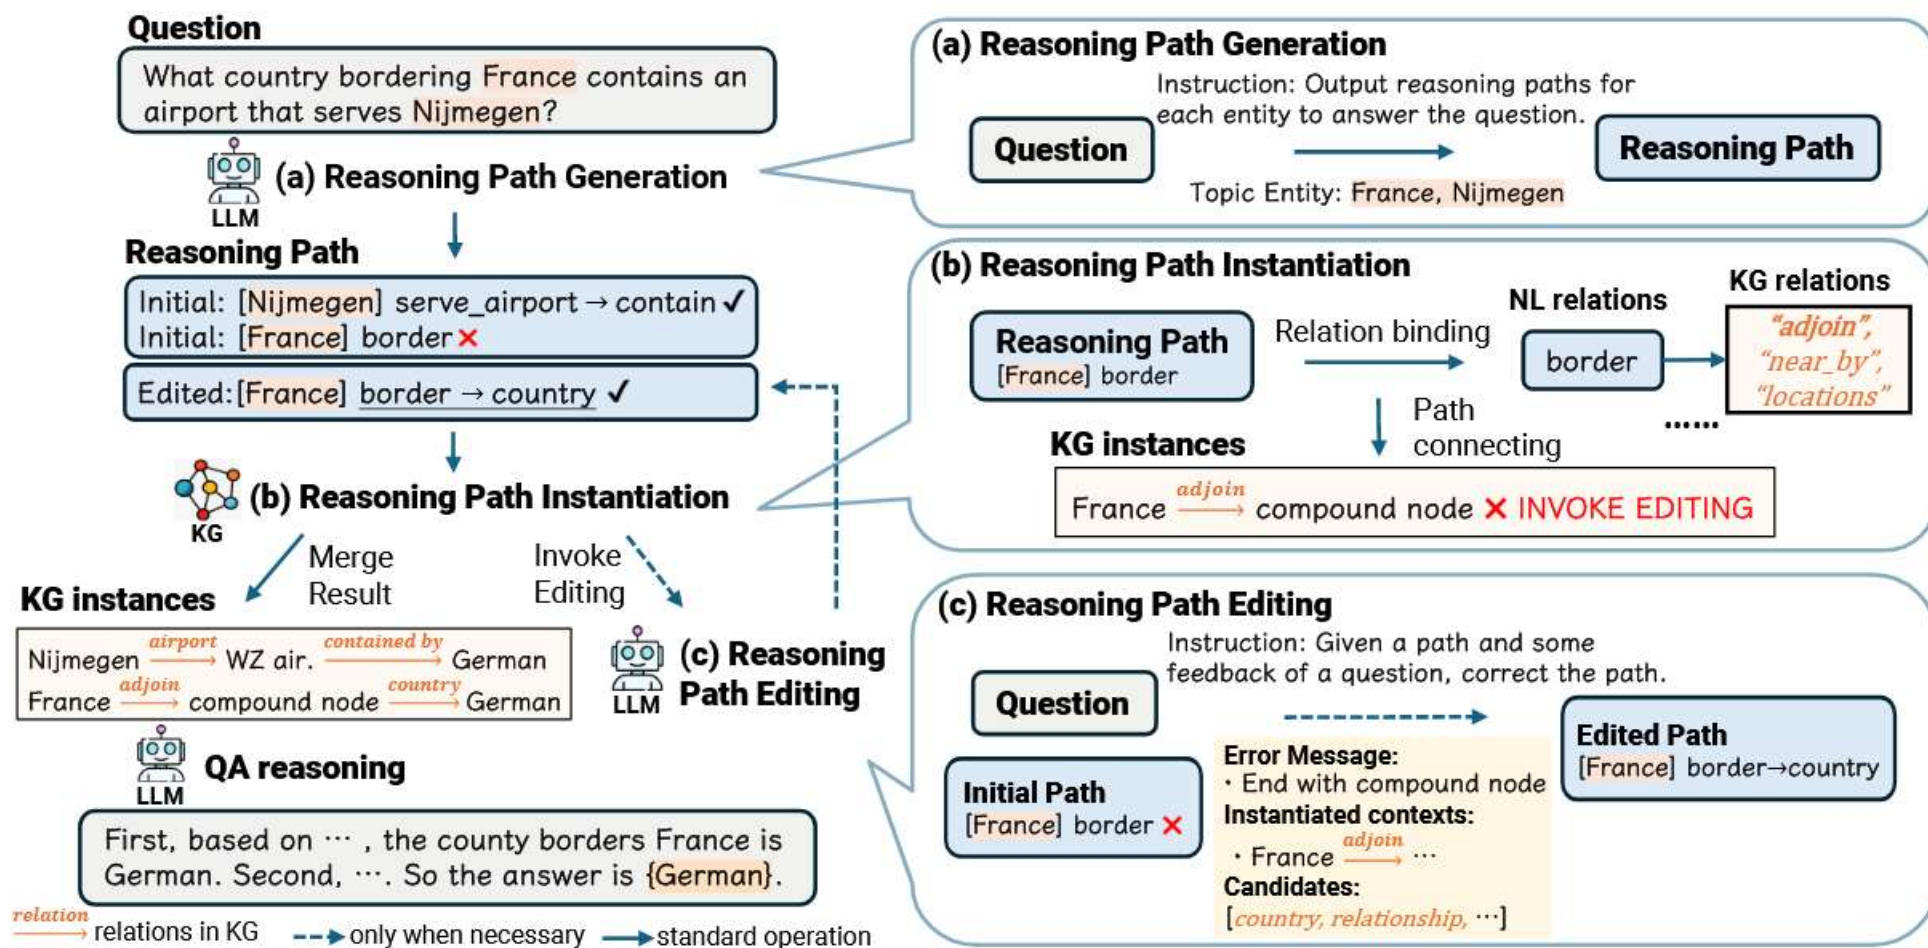 Question
What country bordering France contains an
airport that serves Nijmegen?
LLM
(a) Reasoning Path Generation
Reasoning Path
Initial: [Nijmegen] serve_airport → contain ✓
Initial: [France] border ×
Edited: [France] border → country ✓
KG
(b) Reasoning Path Instantiation
Merge
Result
Invoke
Editing
KG instances
Nijmegen airport WZ air. contained by German
France adjoin compound node country German
LLM
(c) Reasoning
Path Editing
LLM
QA reasoning
First, based on ⋯ , the county borders France is
German. Second, ⋯. So the answer is {German}.
relation
relations in KG
only when necessary
standard operation
(a) Reasoning Path Generation
Instruction: Output reasoning paths for
each entity to answer the question.
Question
Reasoning Path
Topic Entity: France, Nijmegen
(b) Reasoning Path Instantiation
Reasoning Path
[France] border
Relation binding
NL relations
border
KG relations
"adjoin",
"near_by",
"locations"
......
Path
connecting
KG instances
France adjoin compound node × INVOKE EDITING
(c) Reasoning Path Editing
Instruction: Given a path and some
feedback of a question, correct the path.
Question
Initial Path
[France] border ×
Error Message:
· End with compound node
Instantiated contexts:
· France adjoin ⋯
Candidates:
[country, relationship, ⋯]
Edited Path
[France] border→country